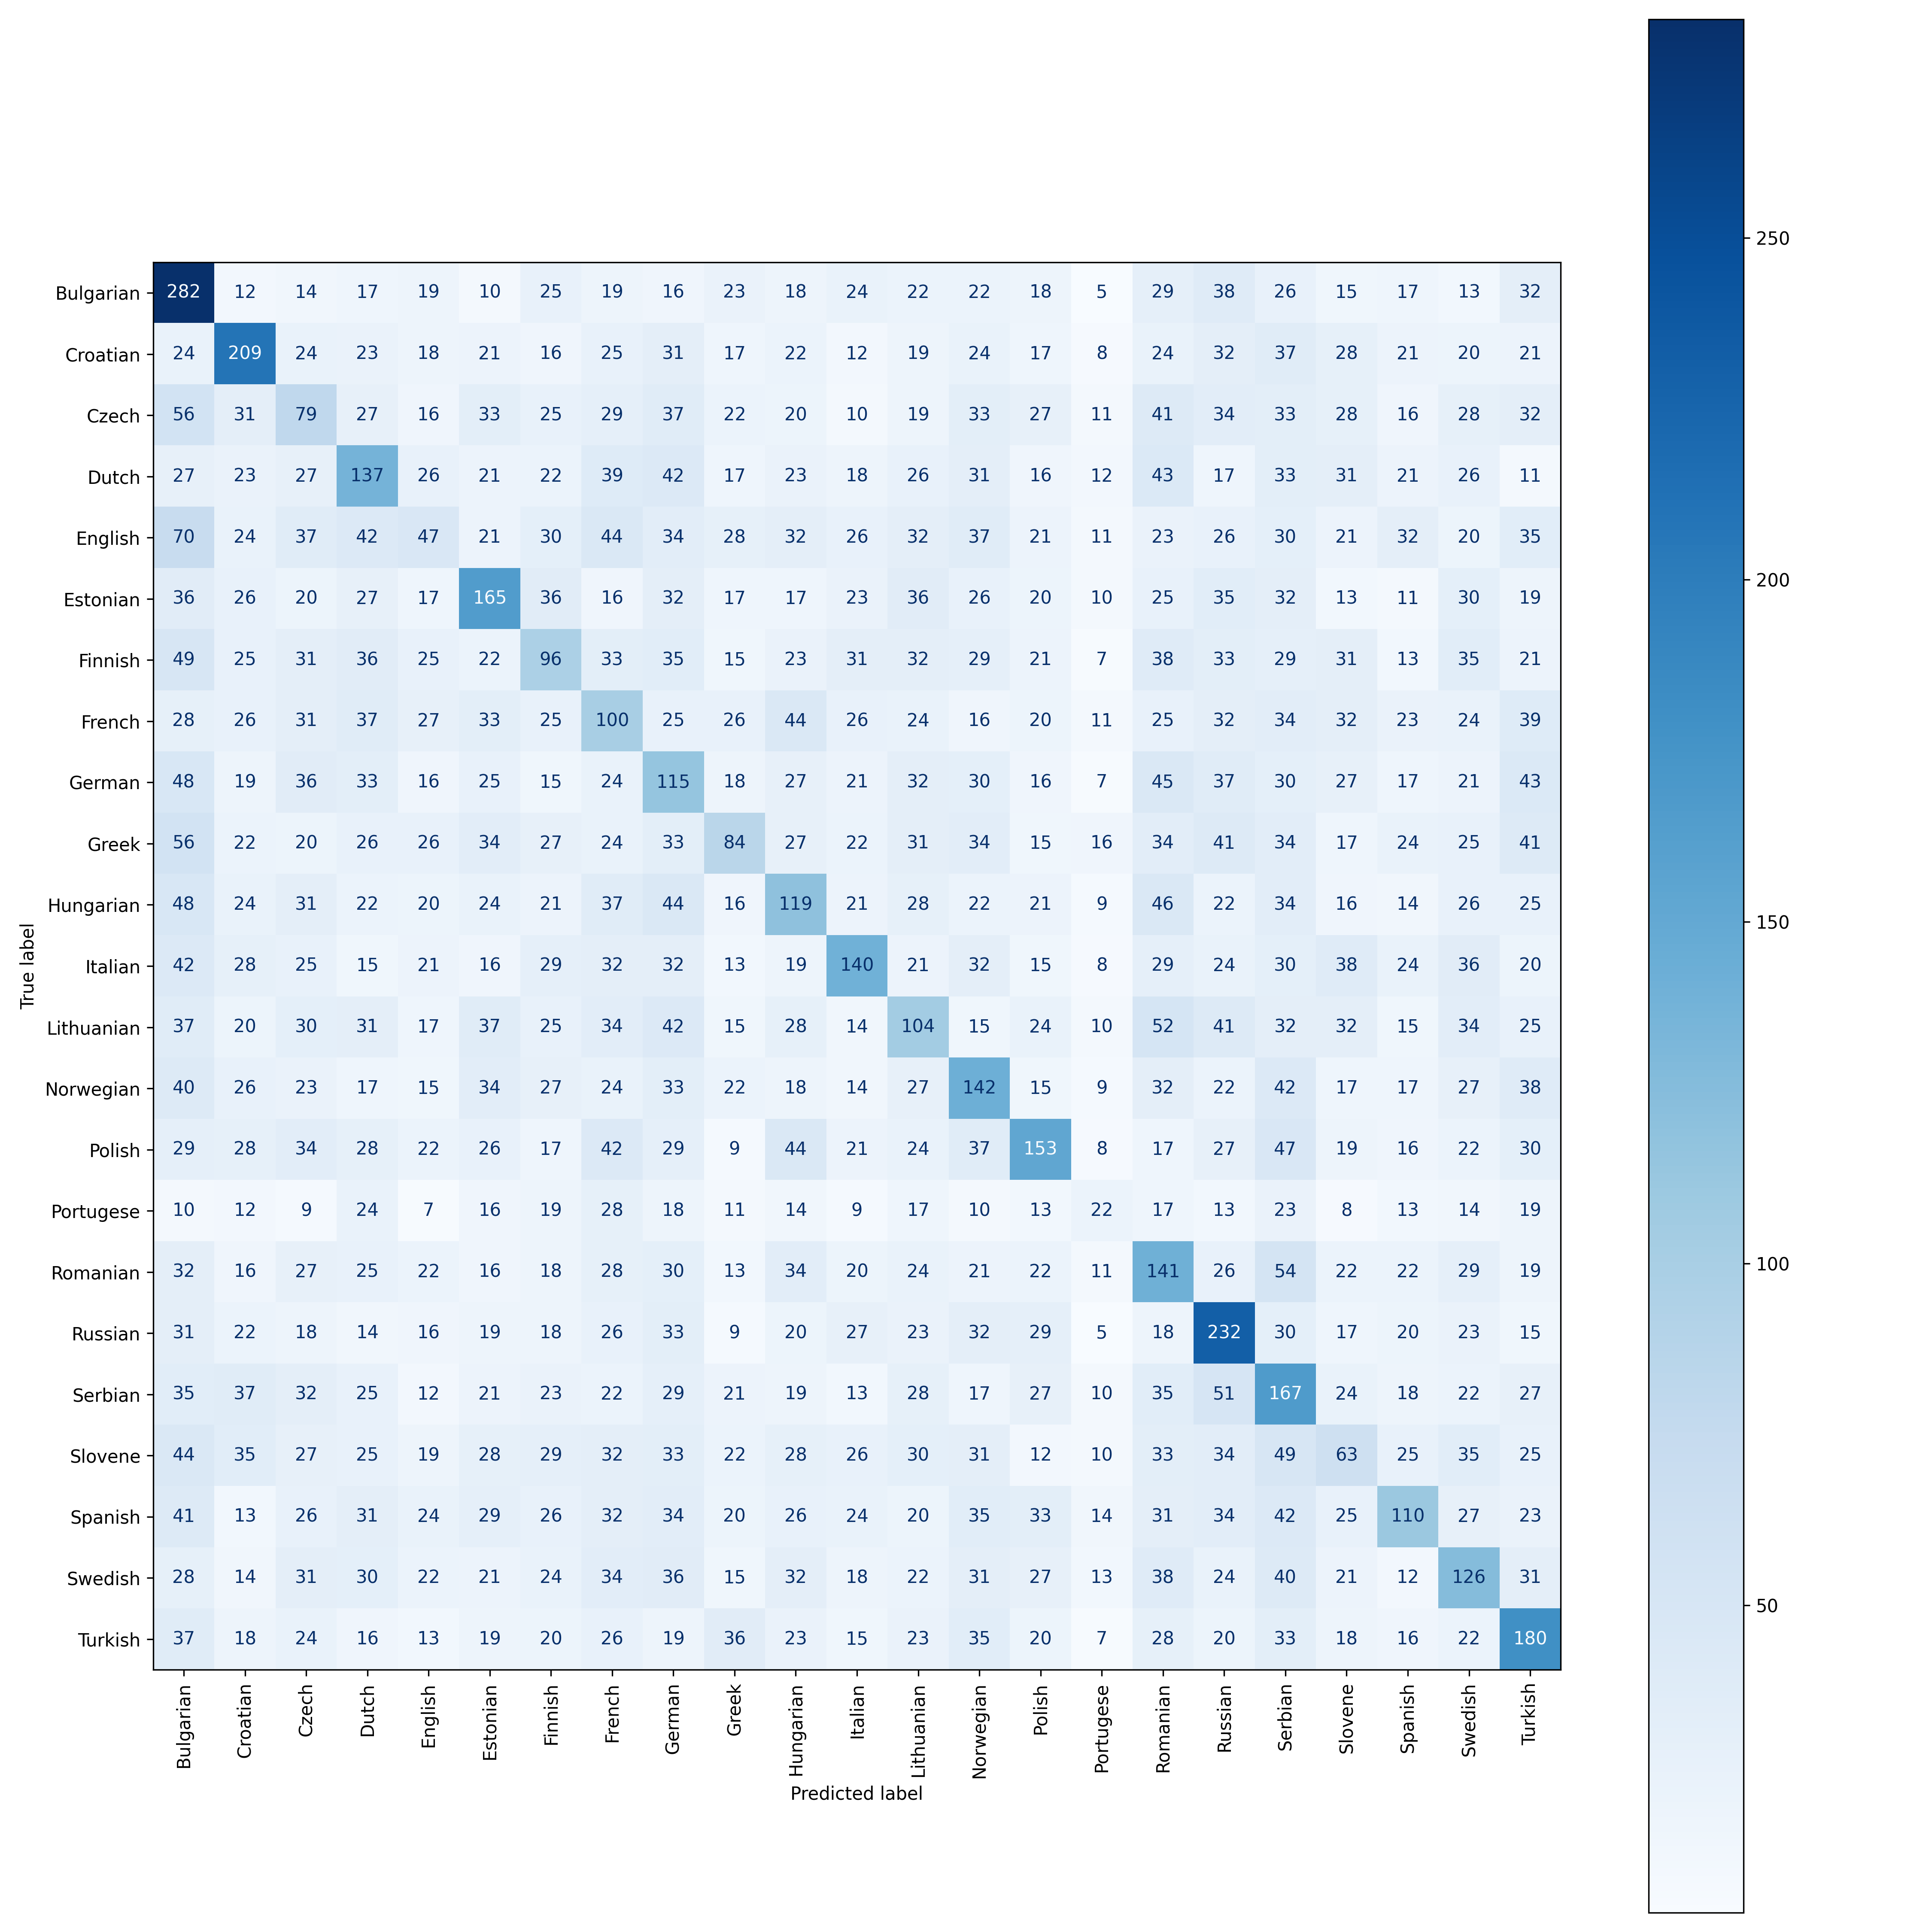 250
Bulgarian 282 12 14 17 19 10 25 19 16 23 18 24 22 22 18 5 29 38 26 15 17 13 32
Croatian 24 209 24 23 18 21 16 25 31 17 22 12 19 24 17 8 24 32 37 28 21 20 21
Czech 56 31 79 27 16 33 25 29 37 22 20 10 19 33 27 11 41 34 33 28 16 28 32
Dutch 27 23 27 137 26 21 22 39 42 17 23 18 26 31 16 12 43 17 33 31 21 26 11
English 70 24 37 42 47 21 30 44 34 28 32 26 32 37 21 11 23 26 30 21 32 20 35
200
Estonian 36 26 20 27 17 165 36 16 32 17 17 23 36 26 20 10 25 35 32 13 11 30 19
Finnish 49 25 31 36 25 22 96 33 35 15 23 31 32 29 21 7 38 33 29 31 13 35 21
French 28 26 31 37 27 33 25 100 25 26 44 26 24 16 20 11 25 32 34 32 23 24 39
German 48 19 36 33 16 25 15 24 115 18 27 21 32 30 16 7 45 37 30 27 17 21 43
Greek 56 22 20 26 26 34 27 24 33 84 27 22 31 34 15 16 34 41 34 17 24 25 41
Hungarian 48 24 31 22 20 24 21 37 44 16 119 21 28 22 21 9 46 22 34 16 14 26 25
150
True label
Italian 42 28 25 15 21 16 29 32 32 13 19 140 21 32 15 8 29 24 30 38 24 36 20
Lithuanian 37 20 30 31 17 37 25 34 42 15 28 14 104 15 24 10 52 41 32 32 15 34 25
Norwegian 40 26 23 17 15 34 27 24 33 22 18 14 27 142 15 9 32 22 42 17 17 27 38
Polish 29 28 34 28 22 26 17 42 29 9 44 21 24 37 153 8 17 27 47 19 16 22 30
Portugese 10 12 9 24 7 16 19 28 18 11 14 9 17 10 13 22 17 13 23 8 13 14 19
100
Romanian 32 16 27 25 22 16 18 28 30 13 34 20 24 21 22 11 141 26 54 22 22 29 19
Russian 31 22 18 14 16 19 18 26 33 9 20 27 23 32 29 5 18 232 30 17 20 23 15
Serbian 35 37 32 25 12 21 23 22 29 21 19 13 28 17 27 10 35 51 167 24 18 22 27
Slovene 44 35 27 25 19 28 29 32 33 22 28 26 30 31 12 10 33 34 49 63 25 35 25
Spanish 41 13 26 31 24 29 26 32 34 20 26 24 20 35 33 14 31 34 42 25 110 27 23
Swedish 28 14 31 30 22 21 24 34 36 15 32 18 22 31 27 13 38 24 40 21 12 126 31
50
Turkish 37 18 24 16 13 19 20 26 19 36 23 15 23 35 20 7 28 20 33 18 16 22 180
Bulgarian Croatian Czech Dutch English Estonian Finnish French German Greek Hungarian Italian Lithuanian Norwegian Polish Portugese Romanian Russian Serbian Slovene Spanish Swedish Turkish
Predicted label